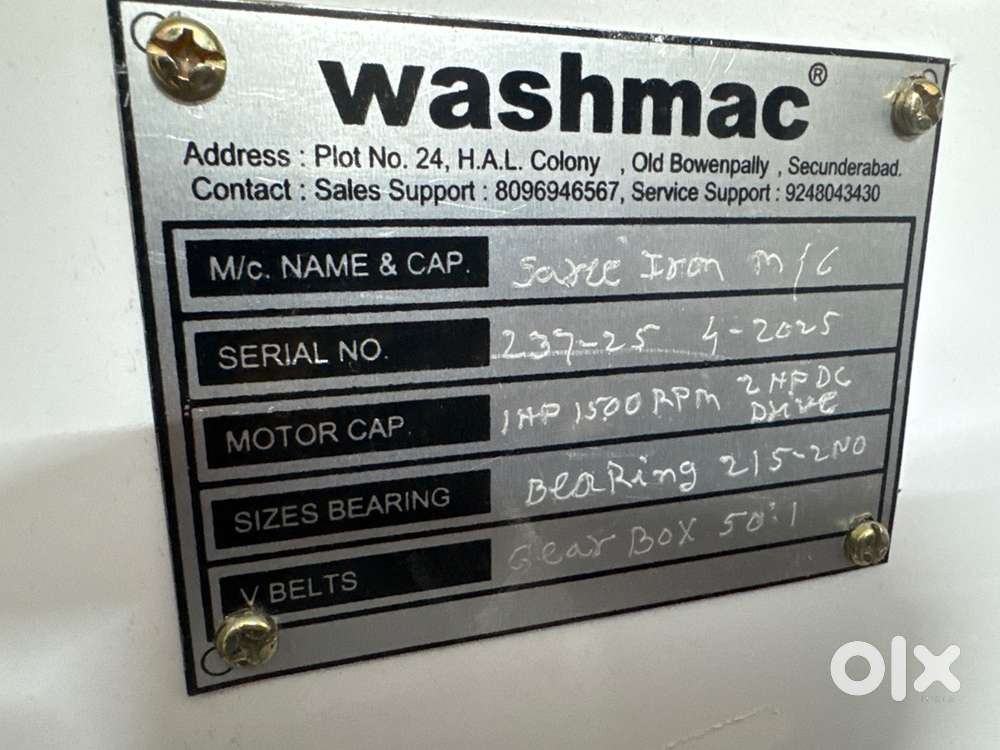 washmac®
Address : Plot No. 24, H.A.L. Colony , Old Bowenpally , Secunderabad.
Contact : Sales Support : 8096946567, Service Support : 9248043430
M/c. NAME & CAP. Saree Iron m/c
SERIAL NO. 237-25 4-2025
MOTOR CAP. 1HP 1500 RPM 2 HP DC
DRIVE
SIZES BEARING BeaRing 215-2NO
V BELTS Gear Box 50:1
olx